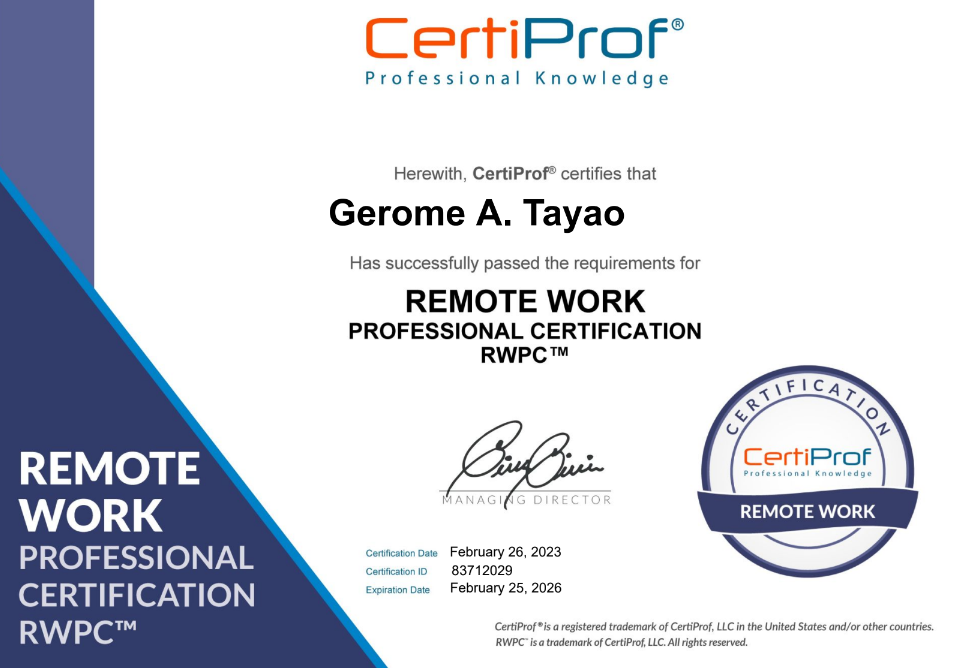 CertiProf®
Professional Knowledge
Herewith, CertiProf® certifies that
Gerome A. Tayao
Has successfully passed the requirements for
REMOTE WORK
PROFESSIONAL CERTIFICATION
RWPC™
MANAGING DIRECTOR
Certification Date February 26, 2023
Certification ID 83712029
Expiration Date February 25, 2026
CERTIFICATION
CertiProf
Professional Knowledge
REMOTE WORK
REMOTE
WORK
PROFESSIONAL
CERTIFICATION
RWPC™
CertiProf® is a registered trademark of CertiProf, LLC in the United States and/or other countries.
RWPC™ is a trademark of CertiProf, LLC. All rights reserved.